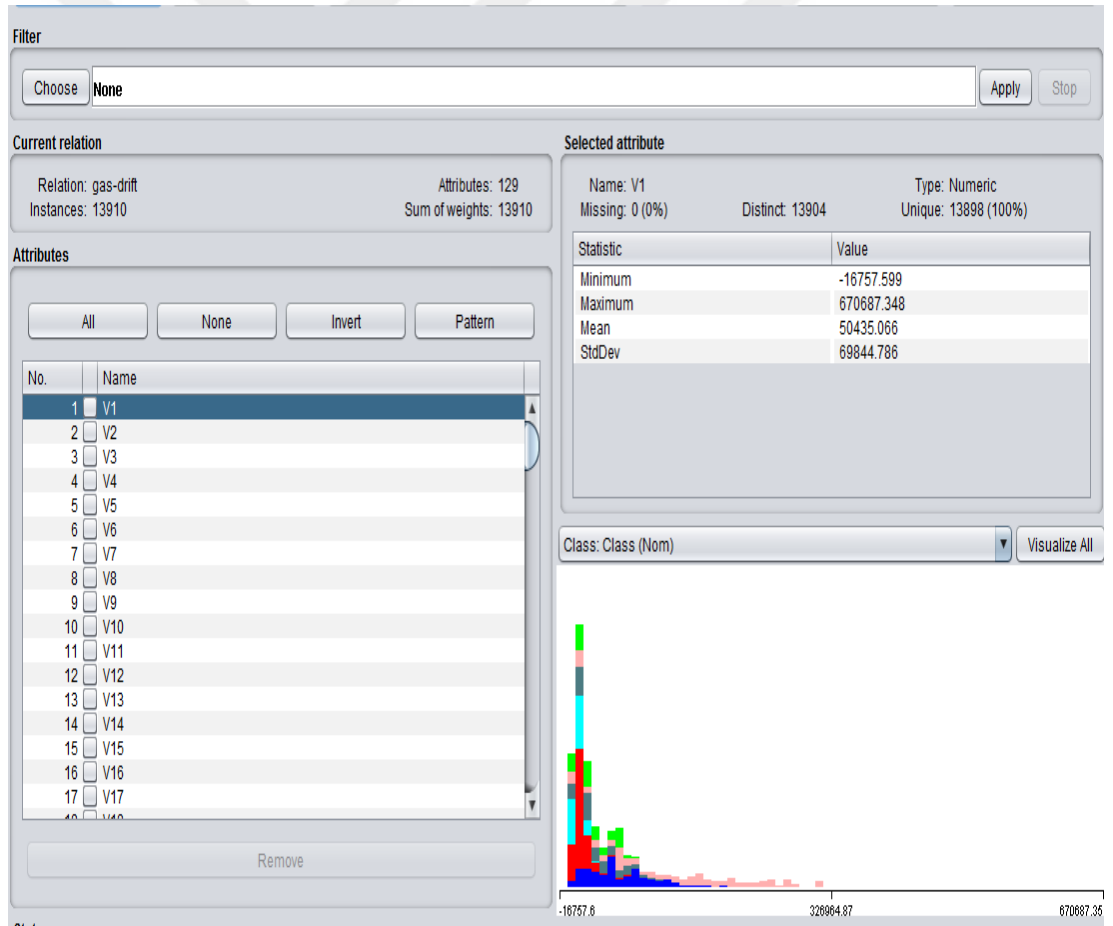 Filter
Choose None Apply Stop
Current relation
Relation: gas-drift Attributes: 129
Instances: 13910 Sum of weights: 13910
Attributes
All None Invert Pattern
No. Name
1 V1
2 V2
3 V3
4 V4
5 V5
6 V6
7 V7
8 V8
9 V9
10 V10
11 V11
12 V12
13 V13
14 V14
15 V15
16 V16
17 V17
Remove
Selected attribute
Name: V1 Type: Numeric
Missing: 0 (0%) Distinct: 13904 Unique: 13898 (100%)
Statistic Value
Minimum -16757.599
Maximum 670687.348
Mean 50435.066
StdDev 69844.786
Class: Class (Nom) Visualize All
-16757.6 326964.87 670687.35